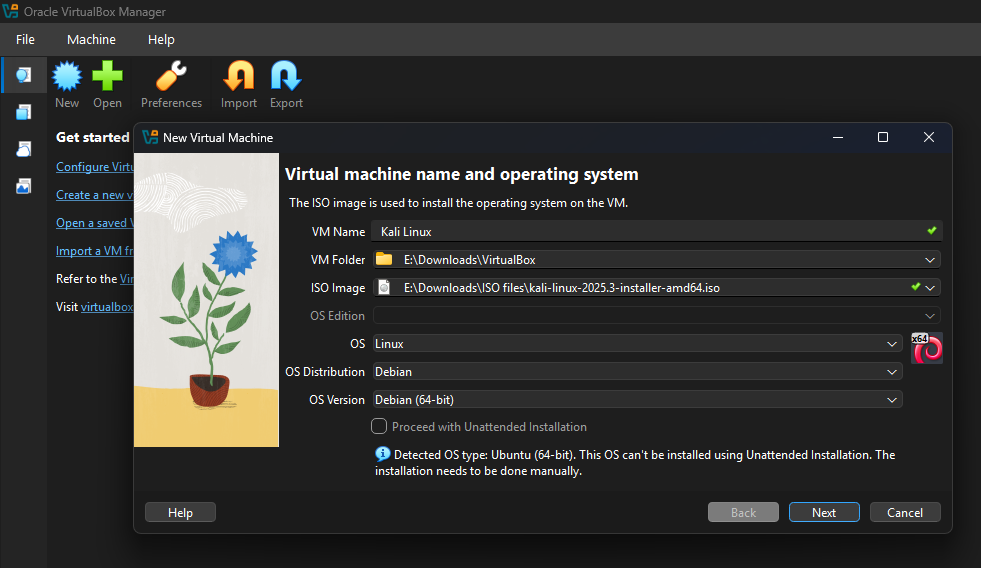 Oracle VirtualBox Manager
File Machine Help
New Open Preferences Import Export
Get started
Configure Virtu
Create a new v
Open a saved V
Import a VM fr
Refer to the Vir
Visit virtualbox
New Virtual Machine
Virtual machine name and operating system
The ISO image is used to install the operating system on the VM.
VM Name Kali Linux
VM Folder E:\Downloads\VirtualBox
ISO Image E:\Downloads\ISO files\kali-linux-2025.3-installer-amd64.iso
OS Edition
OS Linux
x64
OS Distribution Debian
OS Version Debian (64-bit)
Proceed with Unattended Installation
Detected OS type: Ubuntu (64-bit). This OS can't be installed using Unattended Installation. The
installation needs to be done manually.
Help Back Next Cancel